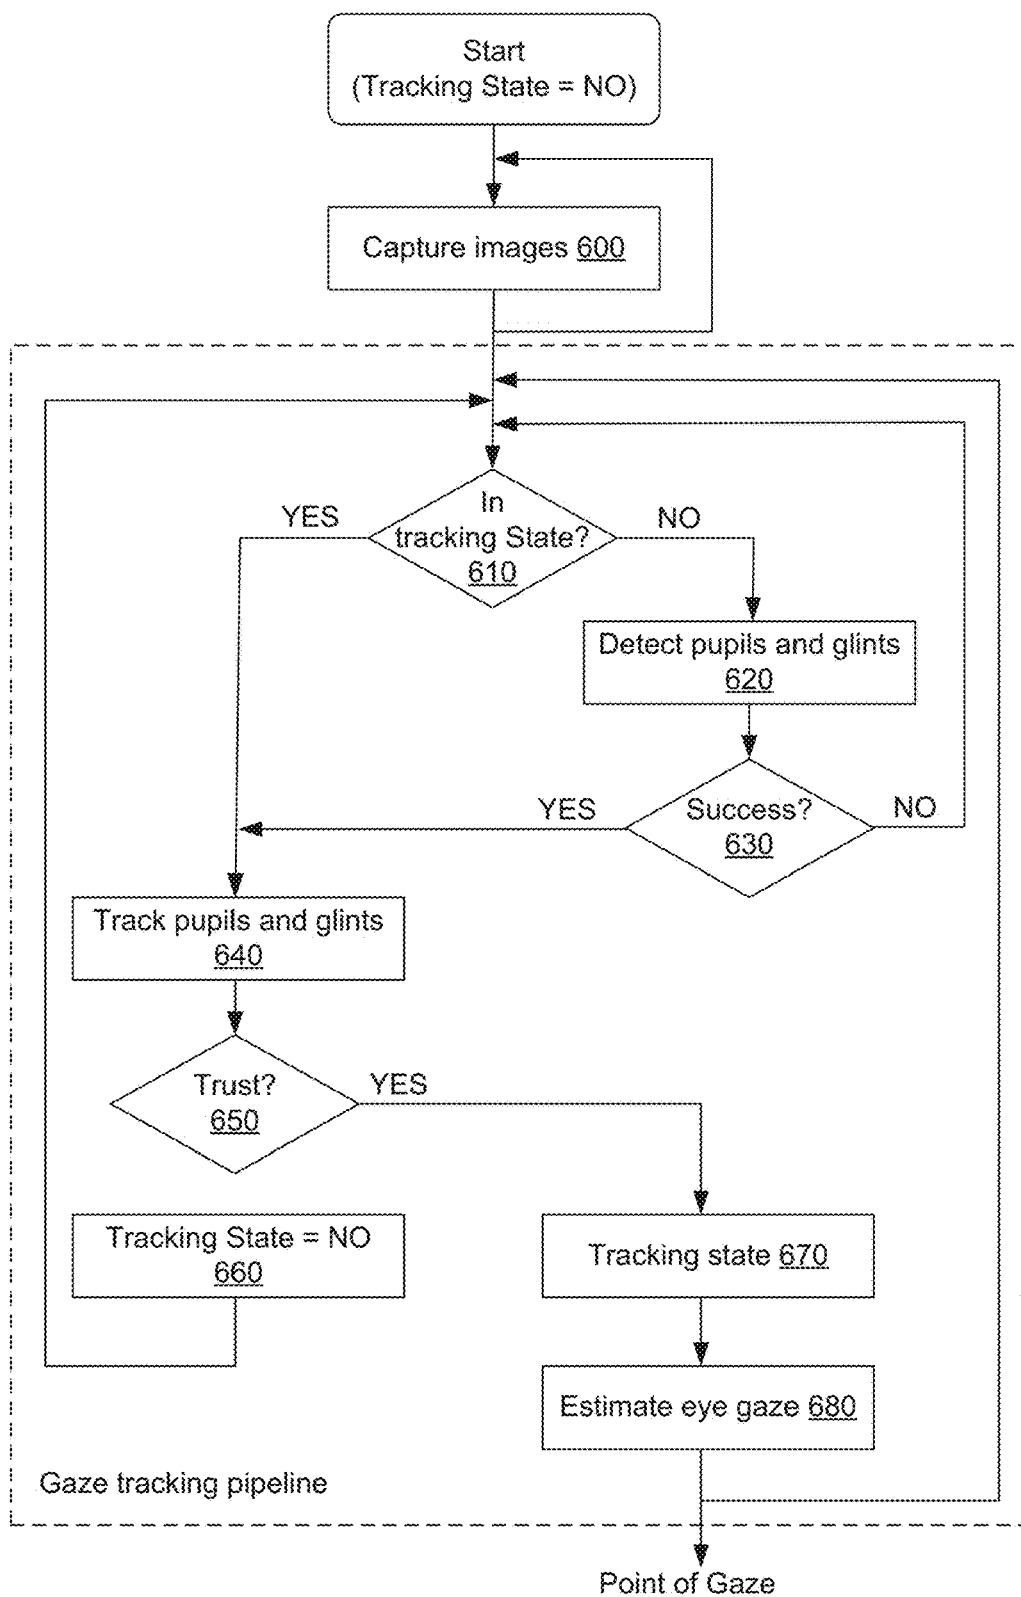 Start
(Tracking State = NO)
Capture images 600
In
tracking State?
610
YES
NO
Detect pupils and glints
620
Success?
630
YES
NO
Track pupils and glints
640
Trust?
650
YES
Tracking State = NO
660
Tracking state 670
Estimate eye gaze 680
Gaze tracking pipeline
Point of Gaze